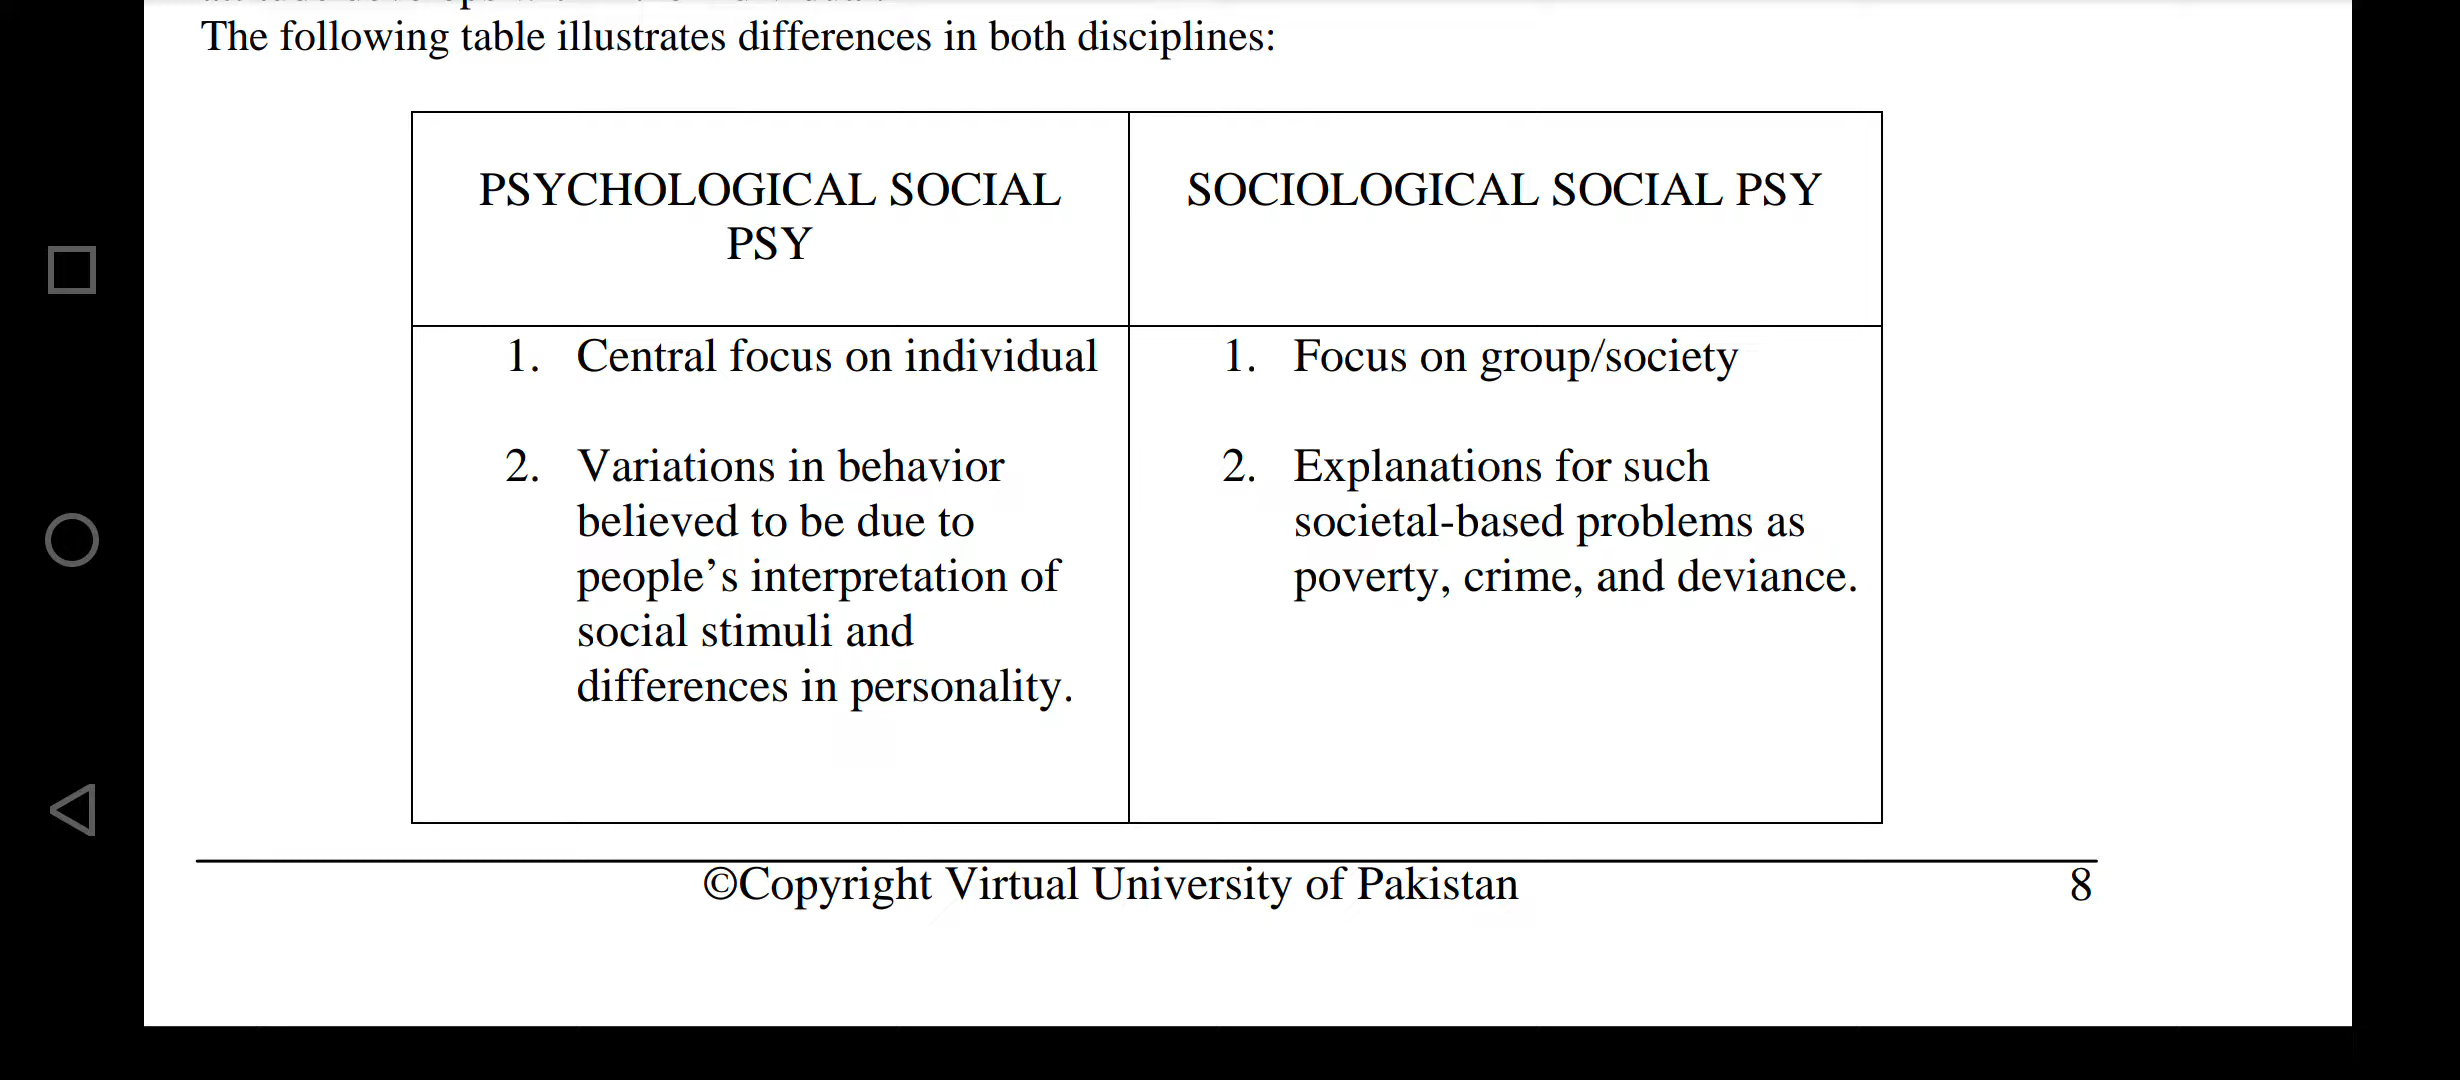 The following table illustrates differences in both disciplines:
PSYCHOLOGICAL SOCIAL
PSY
SOCIOLOGICAL SOCIAL PSY
1. Central focus on individual
2. Variations in behavior
believed to be due to
people’s interpretation of
social stimuli and
differences in personality.
1. Focus on group/society
2. Explanations for such
societal-based problems as
poverty, crime, and deviance.
©Copyright Virtual University of Pakistan 8